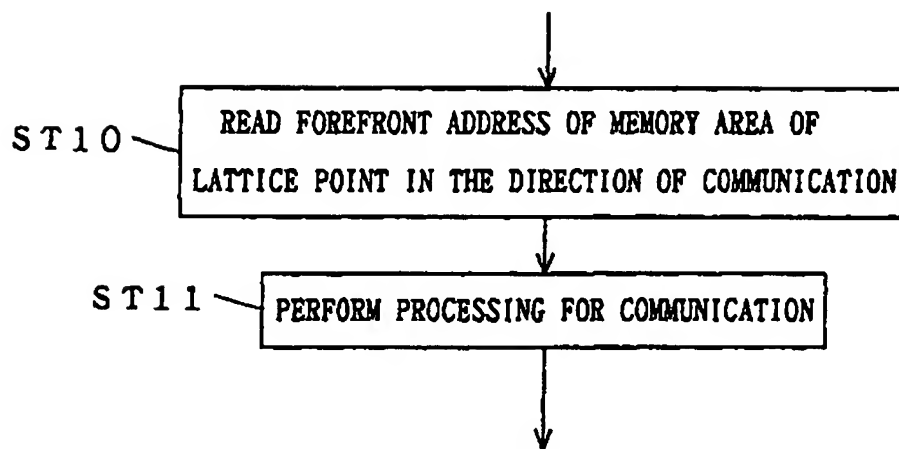 READ FOREFRONT ADDRESS OF MEMORY AREA OF
ST10
LATTICE POINT IN THE DIRECTION OF COMMUNICATION
ST11
PERFORM PROCESSING FOR COMMUNICATION